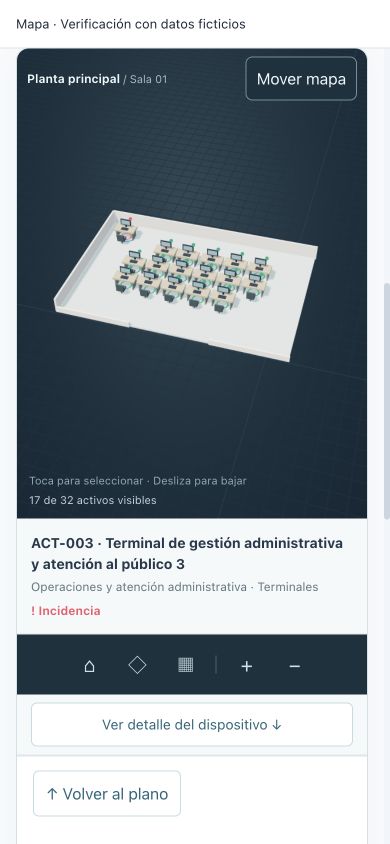 Mapa · Verificación con datos ficticios
Planta principal / Sala 01
Mover mapa
Toca para seleccionar · Desliza para bajar
17 de 32 activos visibles
ACT-003 · Terminal de gestión administrativa
y atención al público 3
Operaciones y atención administrativa · Terminales
! Incidencia
Ver detalle del dispositivo ↓
↑ Volver al plano